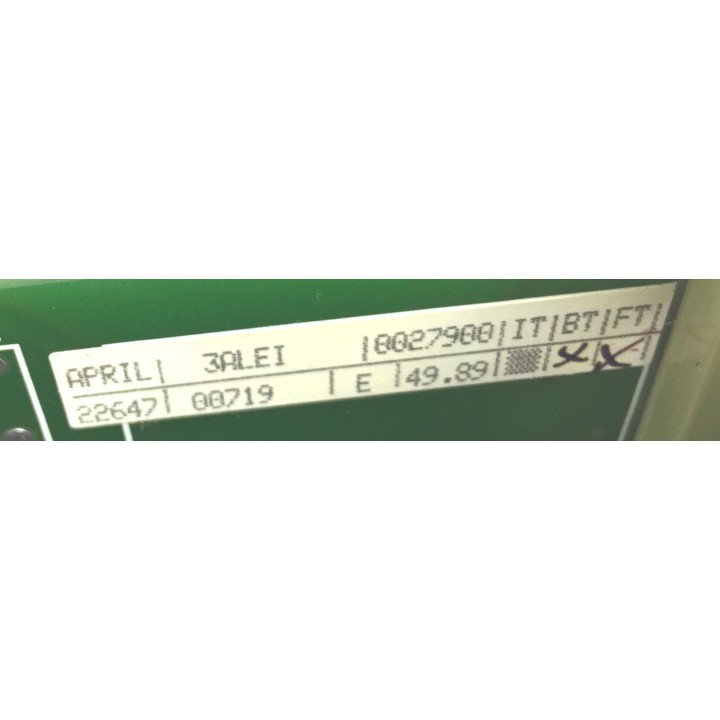 APRIL| 3ALEI |0027900|IT|BT|FT|
22647| 00719 | E |49.89|